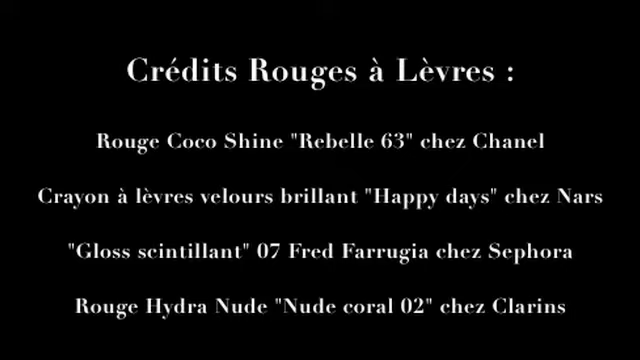 Crédits Rouges à Lèvres :
Rouge Coco Shine "Rebelle 63" chez Chanel
Crayon à lèvres velours brillant "Happy days" chez Nars
"Gloss scintillant" 07 Fred Farrugia chez Sephora
Rouge Hydra Nude "Nude coral 02" chez Clarins